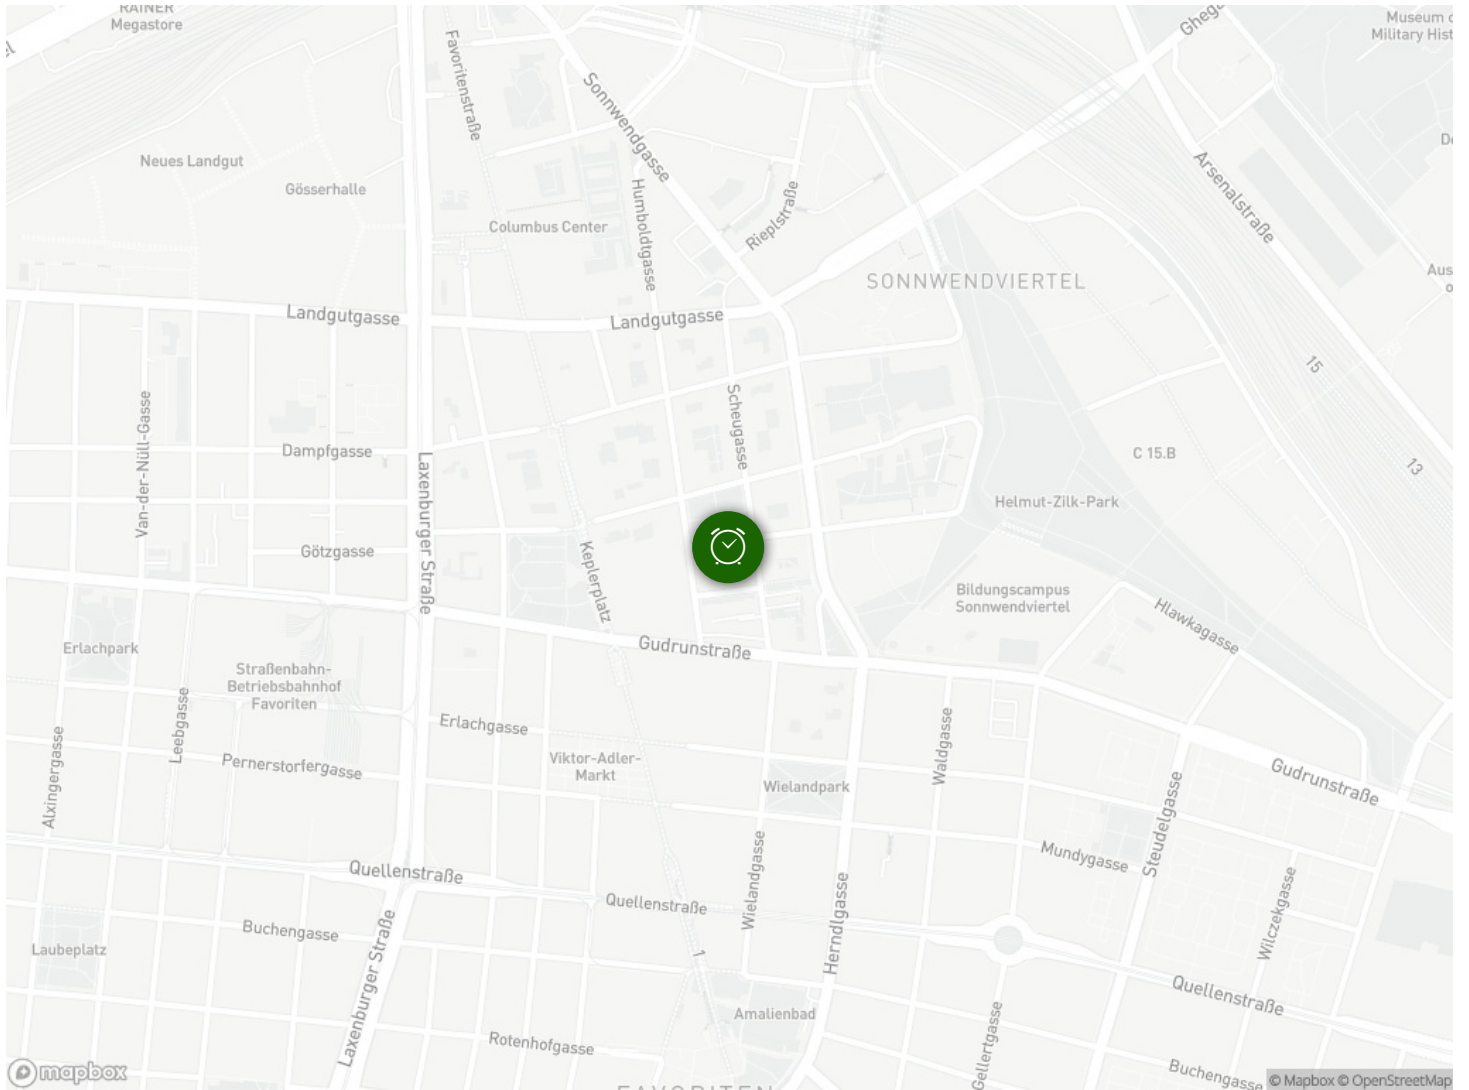 RAINER
Megastore
Museum o
Military Hist
Ghega
Favoritenstraße
Sonnwendgasse
Neues Landgut
Gösserhalle
Columbus Center
Humboldtgasse
Rieplstraße
Arsenalstraße
SONNWENDVIERTEL
Aus
o
Landgutgasse
Landgutgasse
15
Van-der-Nüll-Gasse
Scheugasse
Dampfgasse
Laxenburger Straße
C 15.B
13
Helmut-Zilk-Park
Götzgasse
Keplerplatz
Bildungscampus
Sonnwendviertel
Hlawkagasse
Erlachpark
Gudrunstraße
Straßenbahn-
Betriebsbahnhof
Favoriten
Leebgasse
Erlachgasse
Waldgasse
Alxingergasse
Pernerstorfergasse
Viktor-Adler-
Markt
Wielandpark
Gudrunstraße
Steudelgasse
Mundygasse
Quellenstraße
Quellenstraße
Wielandgasse
Herndlgasse
Wilczekgasse
Buchengasse
Laubeplatz
Laxenburger Straße
1
Quellenstraße
Amalienbad
Rotenhofgasse
Gellertgasse
Buchengasse
FAVORITEN
mapbox
© Mapbox © OpenStreetMap